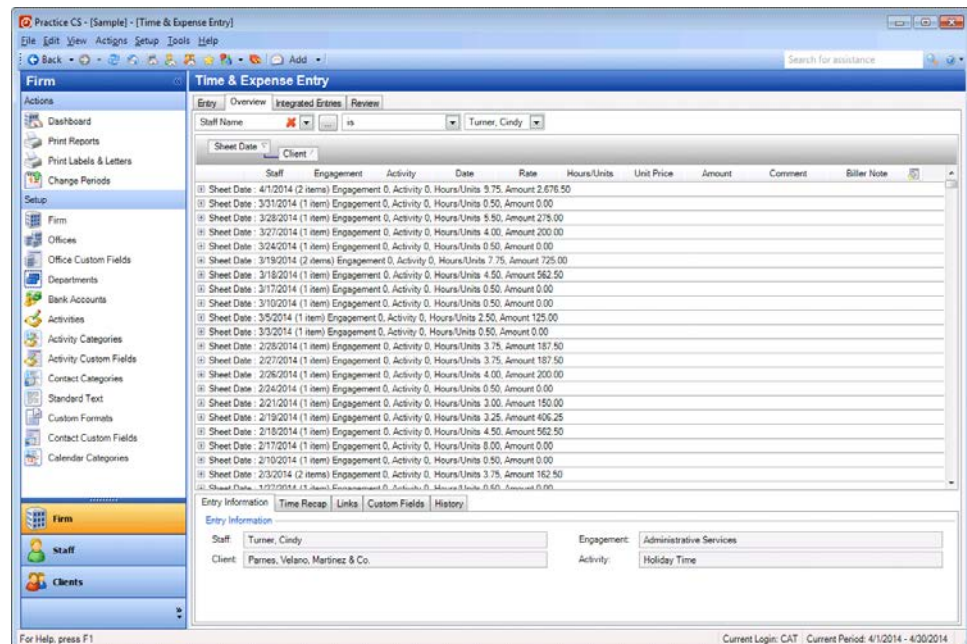 Practice CS - [Sample] - [Time & Expense Entry]
File Edit View Actions Setup Tools Help
Back Add Search for assistance
Firm
Time & Expense Entry
Actions
Dashboard
Print Reports
Print Labels & Letters
Change Periods
Setup
Firm
Offices
Office Custom Fields
Departments
Bank Accounts
Activities
Activity Categories
Activity Custom Fields
Contact Categories
Standard Text
Custom Formats
Contact Custom Fields
Calendar Categories
Firm
Staff
Clients
Entry Overview Integrated Entries Review
Staff Name ... is Turner, Cindy
Sheet Date
Client
Staff Engagement Activity Date Rate Hours/Units Unit Price Amount Comment Biller Note
Sheet Date : 4/1/2014 (2 items) Engagement 0, Activity 0, Hours/Units 9.75, Amount 2,676.50
Sheet Date : 3/31/2014 (1 item) Engagement 0, Activity 0, Hours/Units 0.50, Amount 0.00
Sheet Date : 3/28/2014 (1 item) Engagement 0, Activity 0, Hours/Units 5.50, Amount 275.00
Sheet Date : 3/27/2014 (1 item) Engagement 0, Activity 0, Hours/Units 4.00, Amount 200.00
Sheet Date : 3/24/2014 (1 item) Engagement 0, Activity 0, Hours/Units 0.50, Amount 0.00
Sheet Date : 3/19/2014 (2 items) Engagement 0, Activity 0, Hours/Units 7.75, Amount 725.00
Sheet Date : 3/18/2014 (1 item) Engagement 0, Activity 0, Hours/Units 4.50, Amount 562.50
Sheet Date : 3/17/2014 (1 item) Engagement 0, Activity 0, Hours/Units 0.50, Amount 0.00
Sheet Date : 3/10/2014 (1 item) Engagement 0, Activity 0, Hours/Units 0.50, Amount 0.00
Sheet Date : 3/5/2014 (1 item) Engagement 0, Activity 0, Hours/Units 2.50, Amount 125.00
Sheet Date : 3/3/2014 (1 item) Engagement 0, Activity 0, Hours/Units 0.50, Amount 0.00
Sheet Date : 2/28/2014 (1 item) Engagement 0, Activity 0, Hours/Units 3.75, Amount 187.50
Sheet Date : 2/27/2014 (1 item) Engagement 0, Activity 0, Hours/Units 3.75, Amount 187.50
Sheet Date : 2/26/2014 (1 item) Engagement 0, Activity 0, Hours/Units 4.00, Amount 200.00
Sheet Date : 2/24/2014 (1 item) Engagement 0, Activity 0, Hours/Units 0.50, Amount 0.00
Sheet Date : 2/21/2014 (1 item) Engagement 0, Activity 0, Hours/Units 3.00, Amount 150.00
Sheet Date : 2/19/2014 (1 item) Engagement 0, Activity 0, Hours/Units 3.25, Amount 406.25
Sheet Date : 2/18/2014 (1 item) Engagement 0, Activity 0, Hours/Units 4.50, Amount 562.50
Sheet Date : 2/17/2014 (1 item) Engagement 0, Activity 0, Hours/Units 8.00, Amount 0.00
Sheet Date : 2/10/2014 (1 item) Engagement 0, Activity 0, Hours/Units 0.50, Amount 0.00
Sheet Date : 2/3/2014 (2 items) Engagement 0, Activity 0, Hours/Units 3.75, Amount 162.50
Sheet Date : 1/27/2014 (1 item) Engagement 0, Activity 0, Hours/Units 0.50, Amount 0.00
Entry Information Time Recap Links Custom Fields History
Entry Information
Staff: Turner, Cindy Engagement: Administrative Services
Client: Parnes, Velano, Martinez & Co. Activity: Holiday Time
For Help, press F1 Current Login: CAT Current Period: 4/1/2014 - 4/30/2014